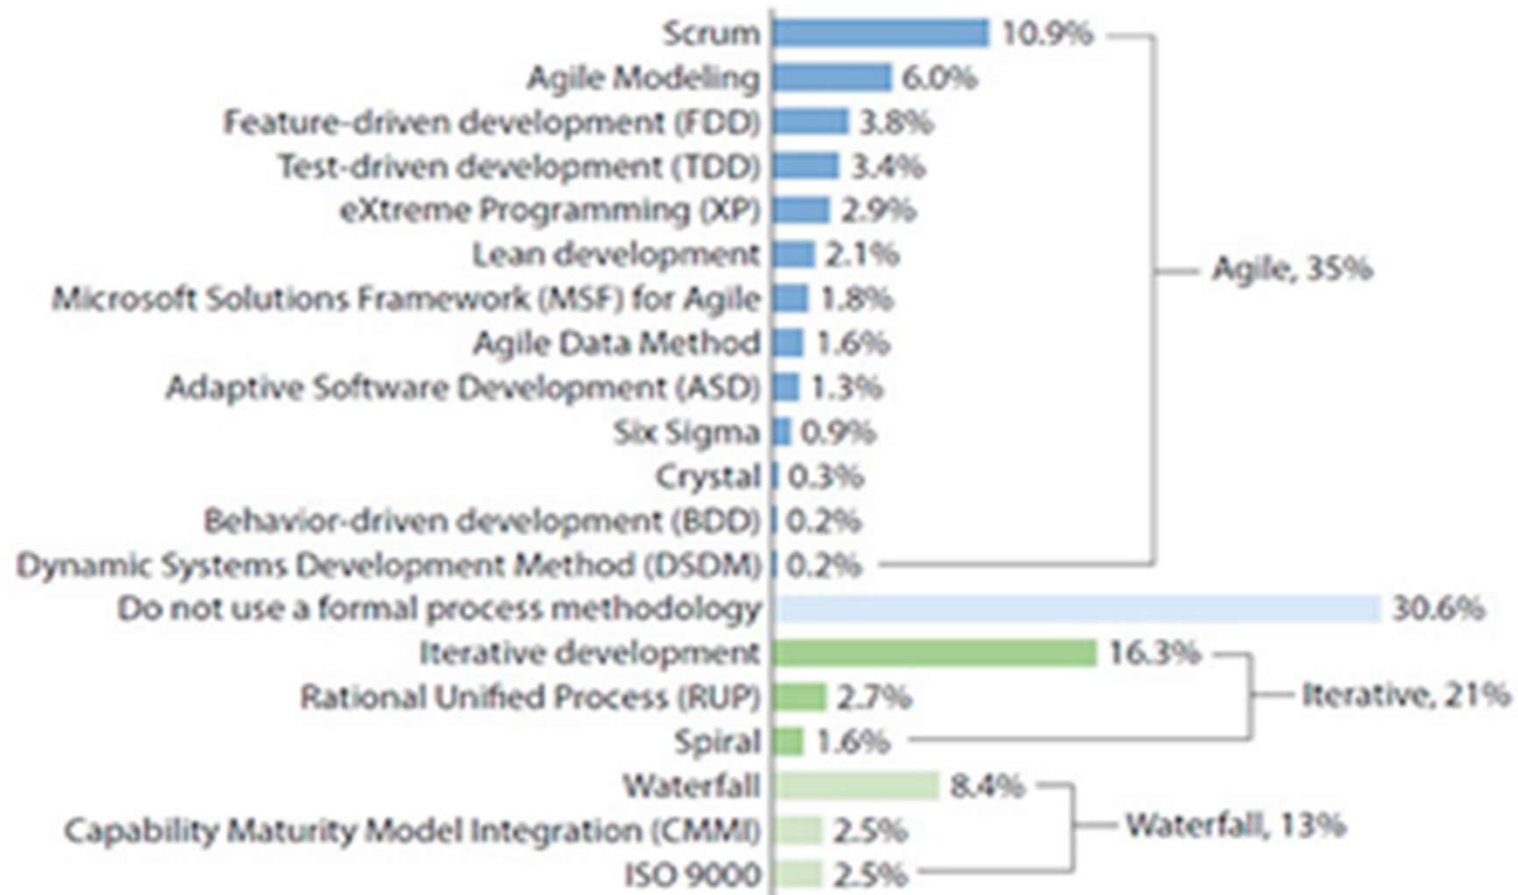 Scrum 10.9%
Agile Modeling 6.0%
Feature-driven development (FDD) 3.8%
Test-driven development (TDD) 3.4%
eXtreme Programming (XP) 2.9%
Lean development 2.1%
Agile, 35%
Microsoft Solutions Framework (MSF) for Agile 1.8%
Agile Data Method 1.6%
Adaptive Software Development (ASD) 1.3%
Six Sigma 0.9%
Crystal 0.3%
Behavior-driven development (BDD) 0.2%
Dynamic Systems Development Method (DSDM) 0.2%
Do not use a formal process methodology 30.6%
Iterative development 16.3%
Rational Unified Process (RUP) 2.7%
Iterative, 21%
Spiral 1.6%
Waterfall 8.4%
Capability Maturity Model Integration (CMMI) 2.5%
Waterfall, 13%
ISO 9000 2.5%